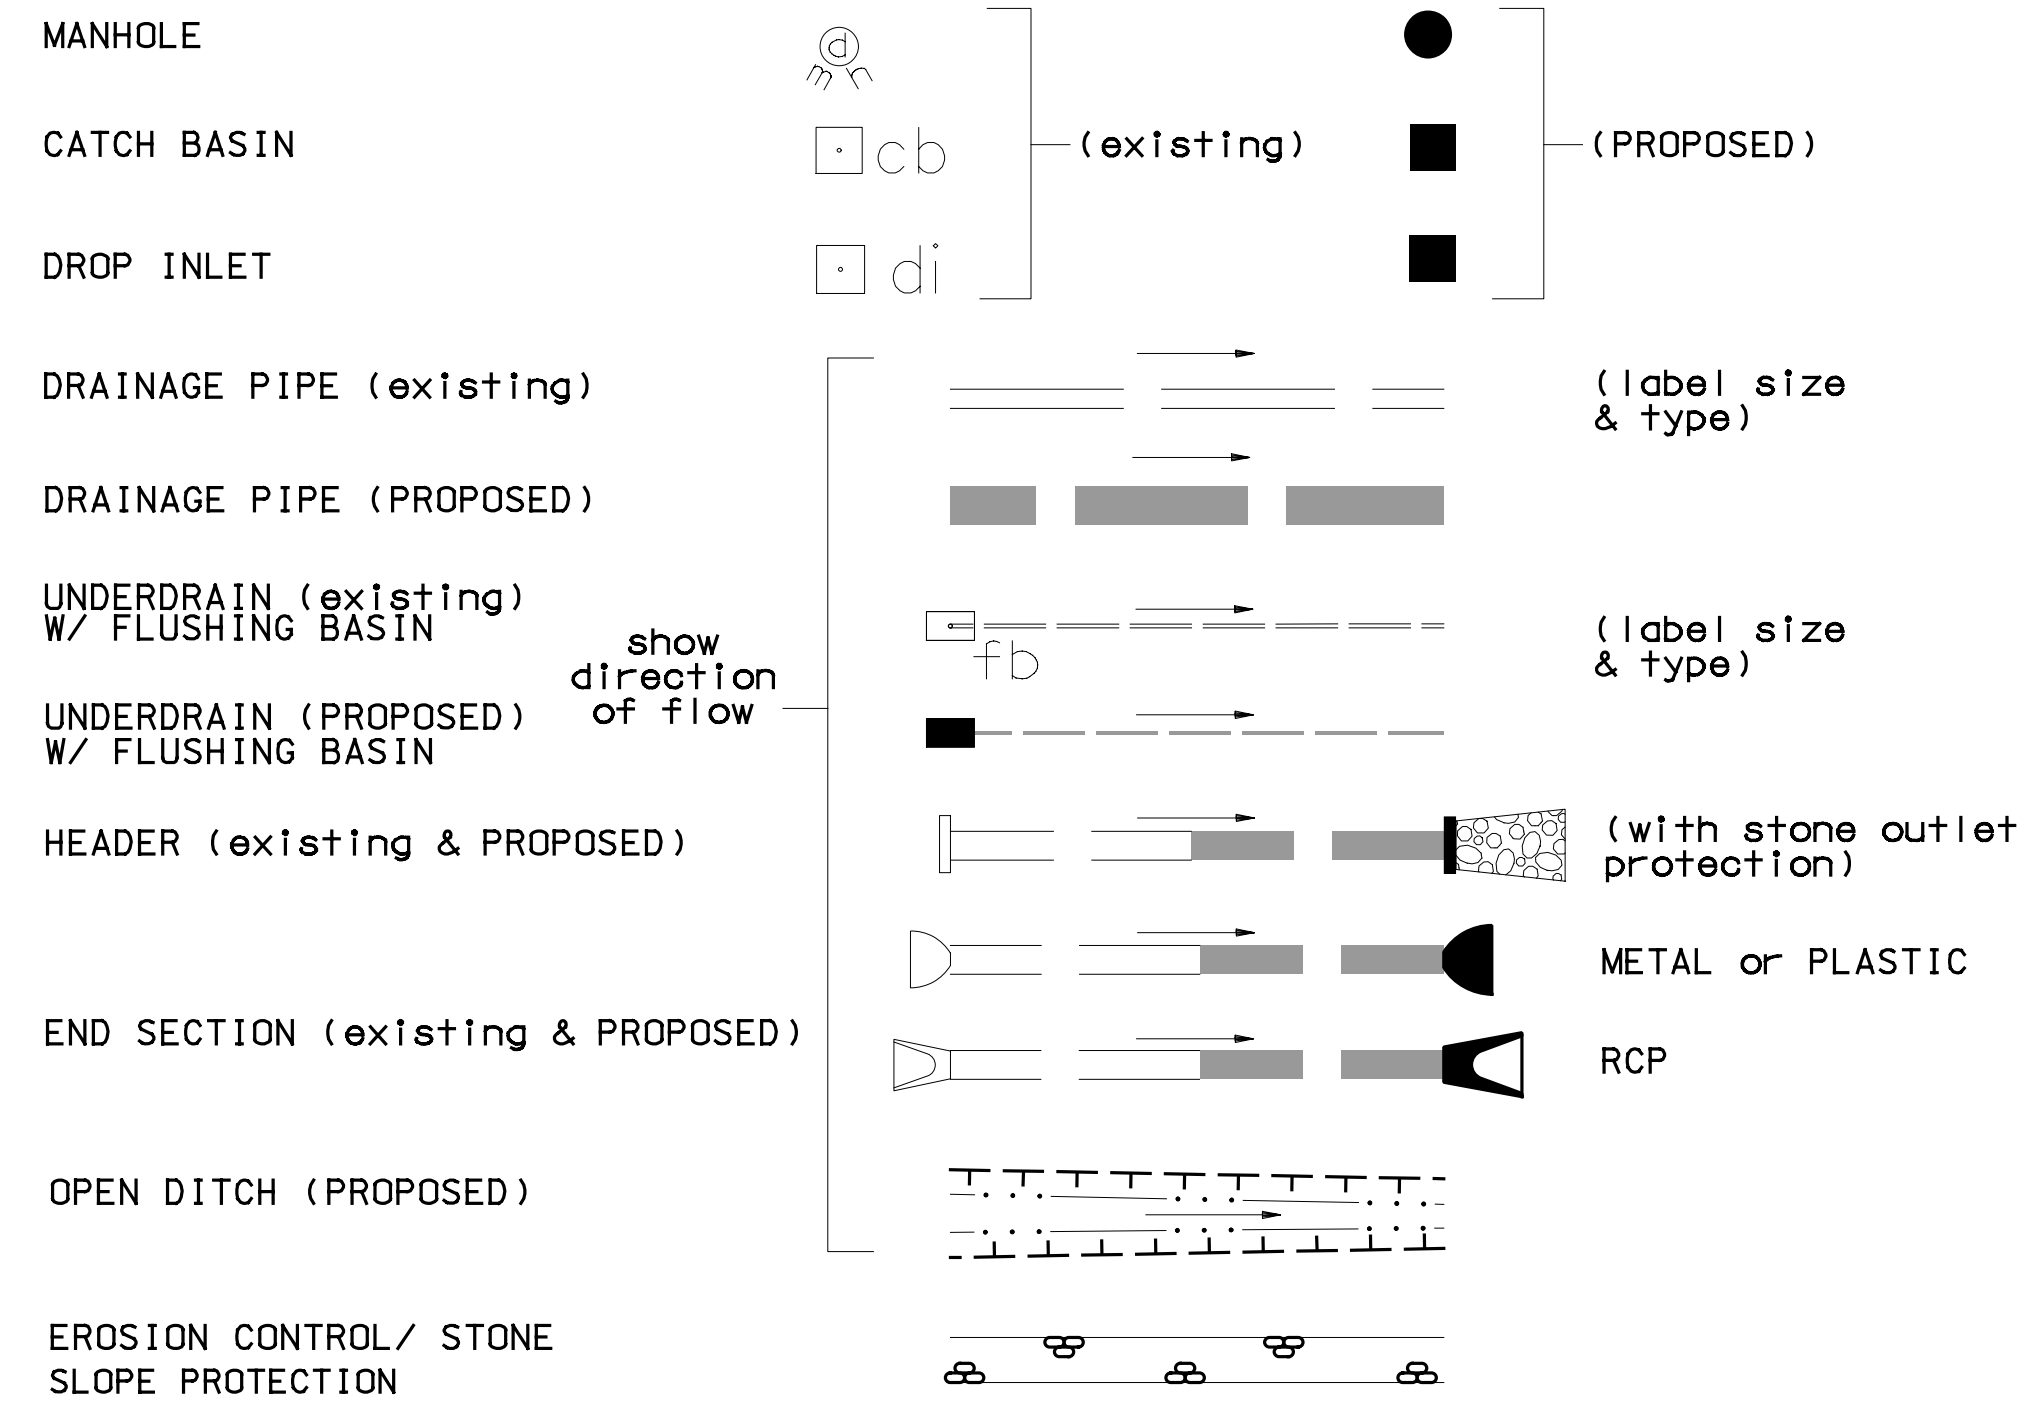 MANHOLE
d
m h
CATCH BASIN
cb
(existing)
(PROPOSED)
DROP INLET
di
DRAINAGE PIPE (existing)
(label size
& type)
DRAINAGE PIPE (PROPOSED)
UNDERDRAIN (existing)
W/ FLUSHING BASIN
fb
(label size
& type)
show
direction
of flow
UNDERDRAIN (PROPOSED)
W/ FLUSHING BASIN
HEADER (existing & PROPOSED)
(with stone outlet
protection)
METAL or PLASTIC
END SECTION (existing & PROPOSED)
RCP
OPEN DITCH (PROPOSED)
EROSION CONTROL/ STONE
SLOPE PROTECTION